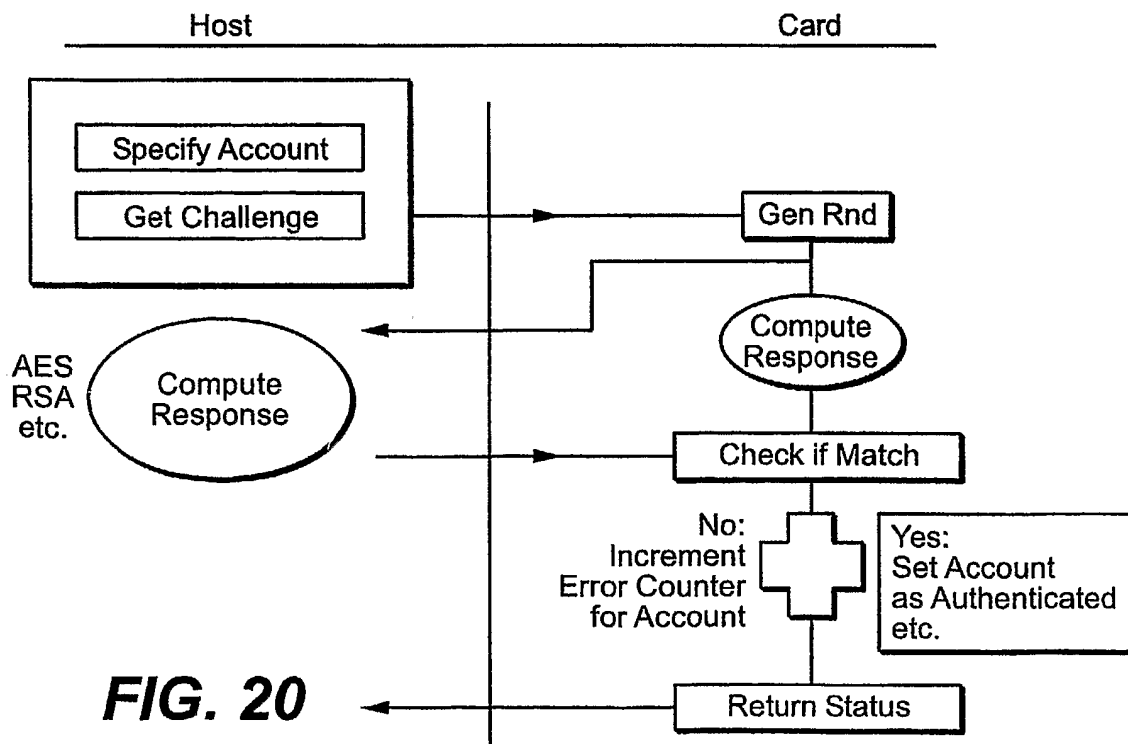 Host
Card
Specify Account
Get Challenge
Gen Rnd
AES
RSA
etc.
Compute
Response
Compute
Response
Check if Match
No:
Increment
Error Counter
for Account
Yes:
Set Account
as Authenticated
etc.
Return Status
FIG. 20